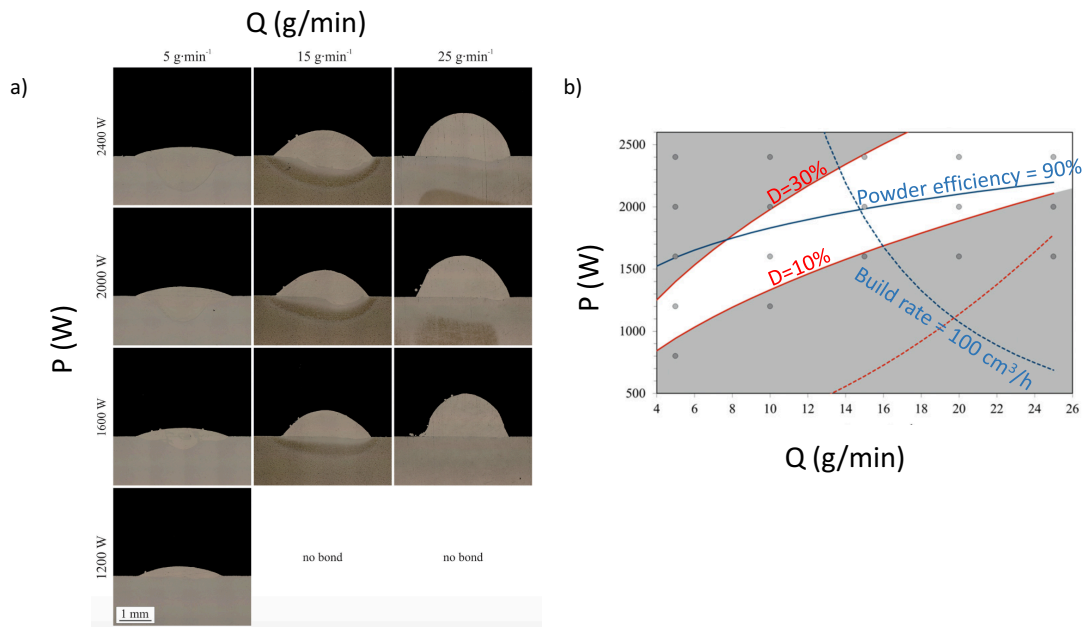 Q (g/min)
5 g·min⁻¹ 15 g·min⁻¹ 25 g·min⁻¹
a)
P (W)
2400 W
2000 W
1600 W
1200 W
no bond
no bond
1 mm
b)
P (W)
2500
2000
1500
1000
500
D=30%
Powder efficiency = 90%
D=10%
Build rate = 100 cm³/h
4 6 8 10 12 14 16 18 20 22 24 26
Q (g/min)